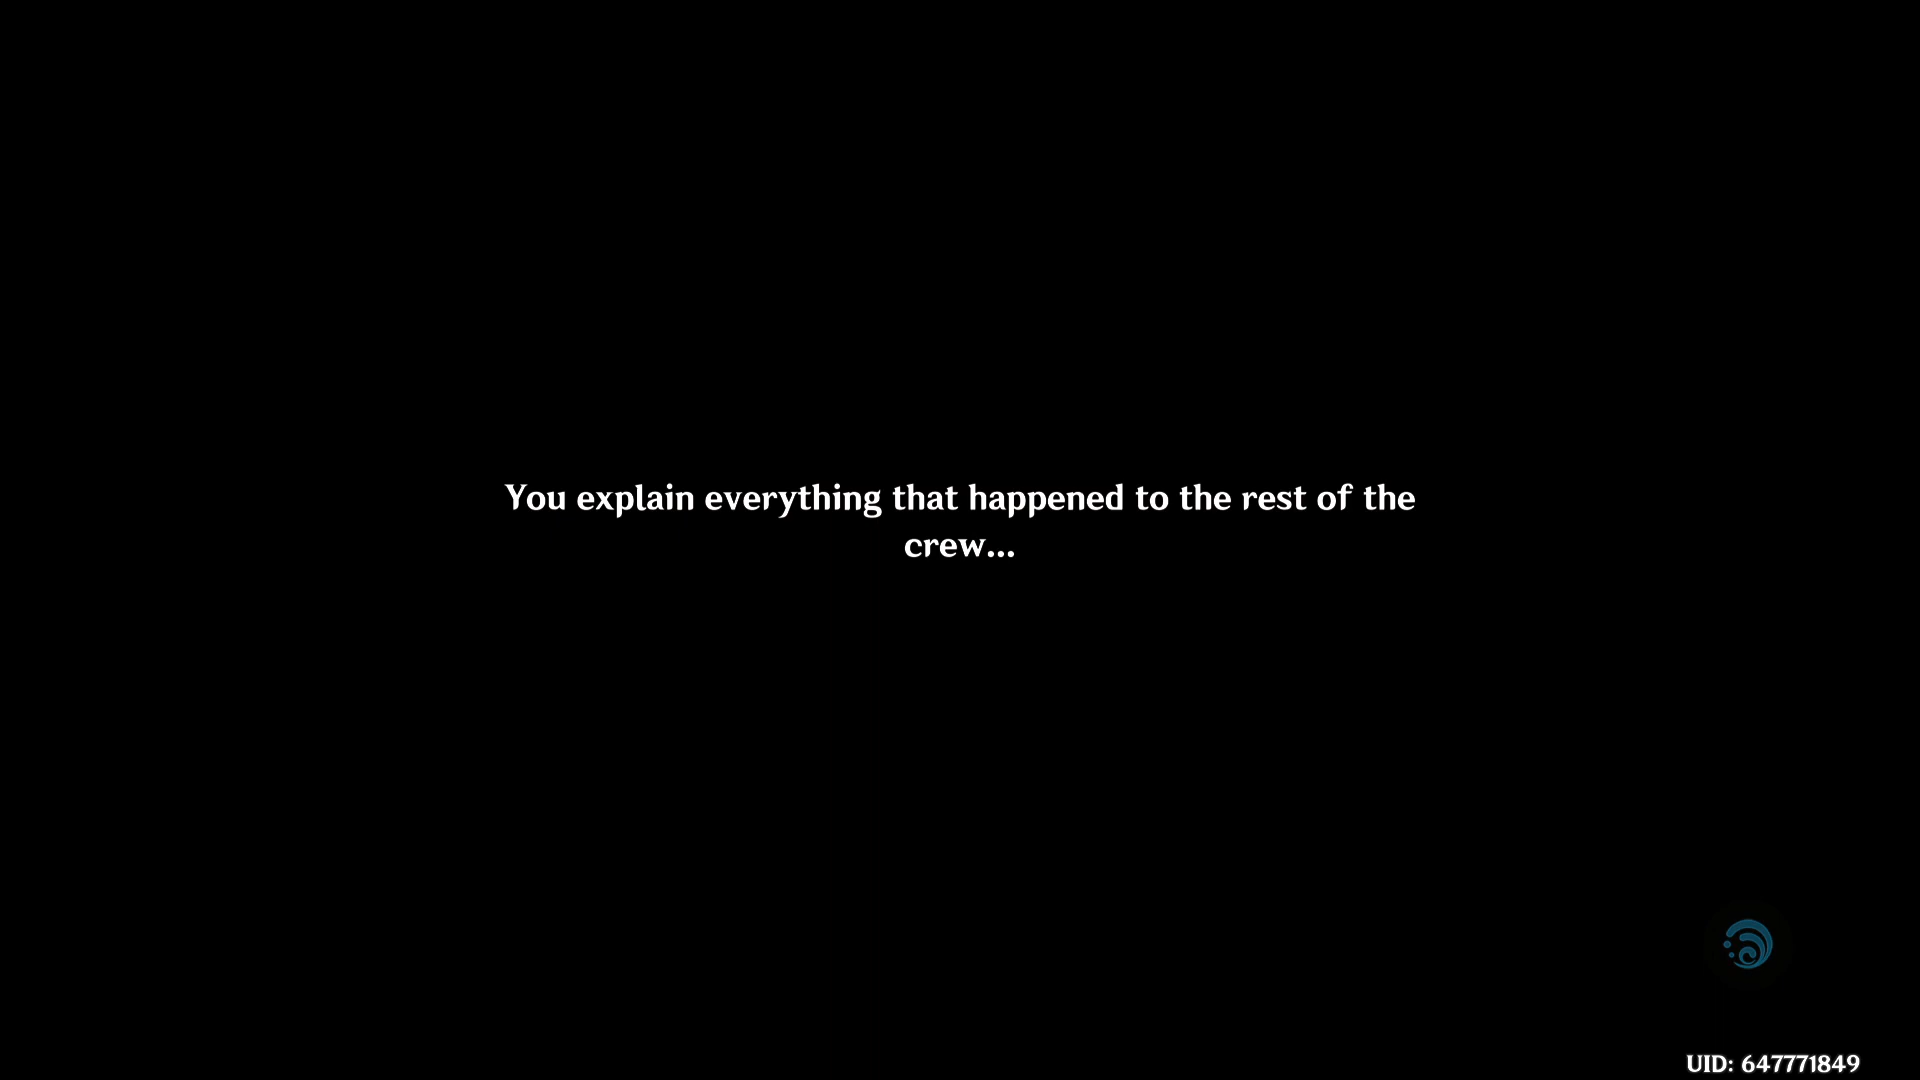 You explain everything that happened to the rest of the
crew...
UID: 647771849